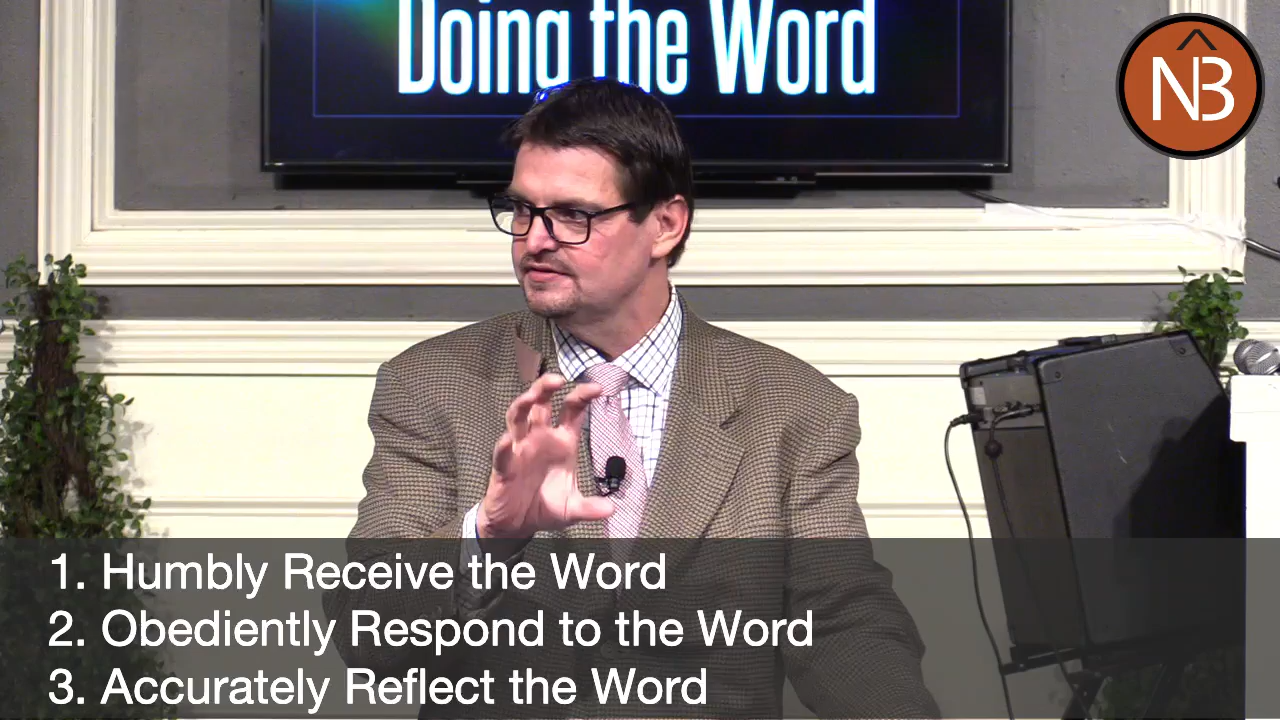 Doing the Word
NB
1. Humbly Receive the Word
2. Obediently Respond to the Word
3. Accurately Reflect the Word